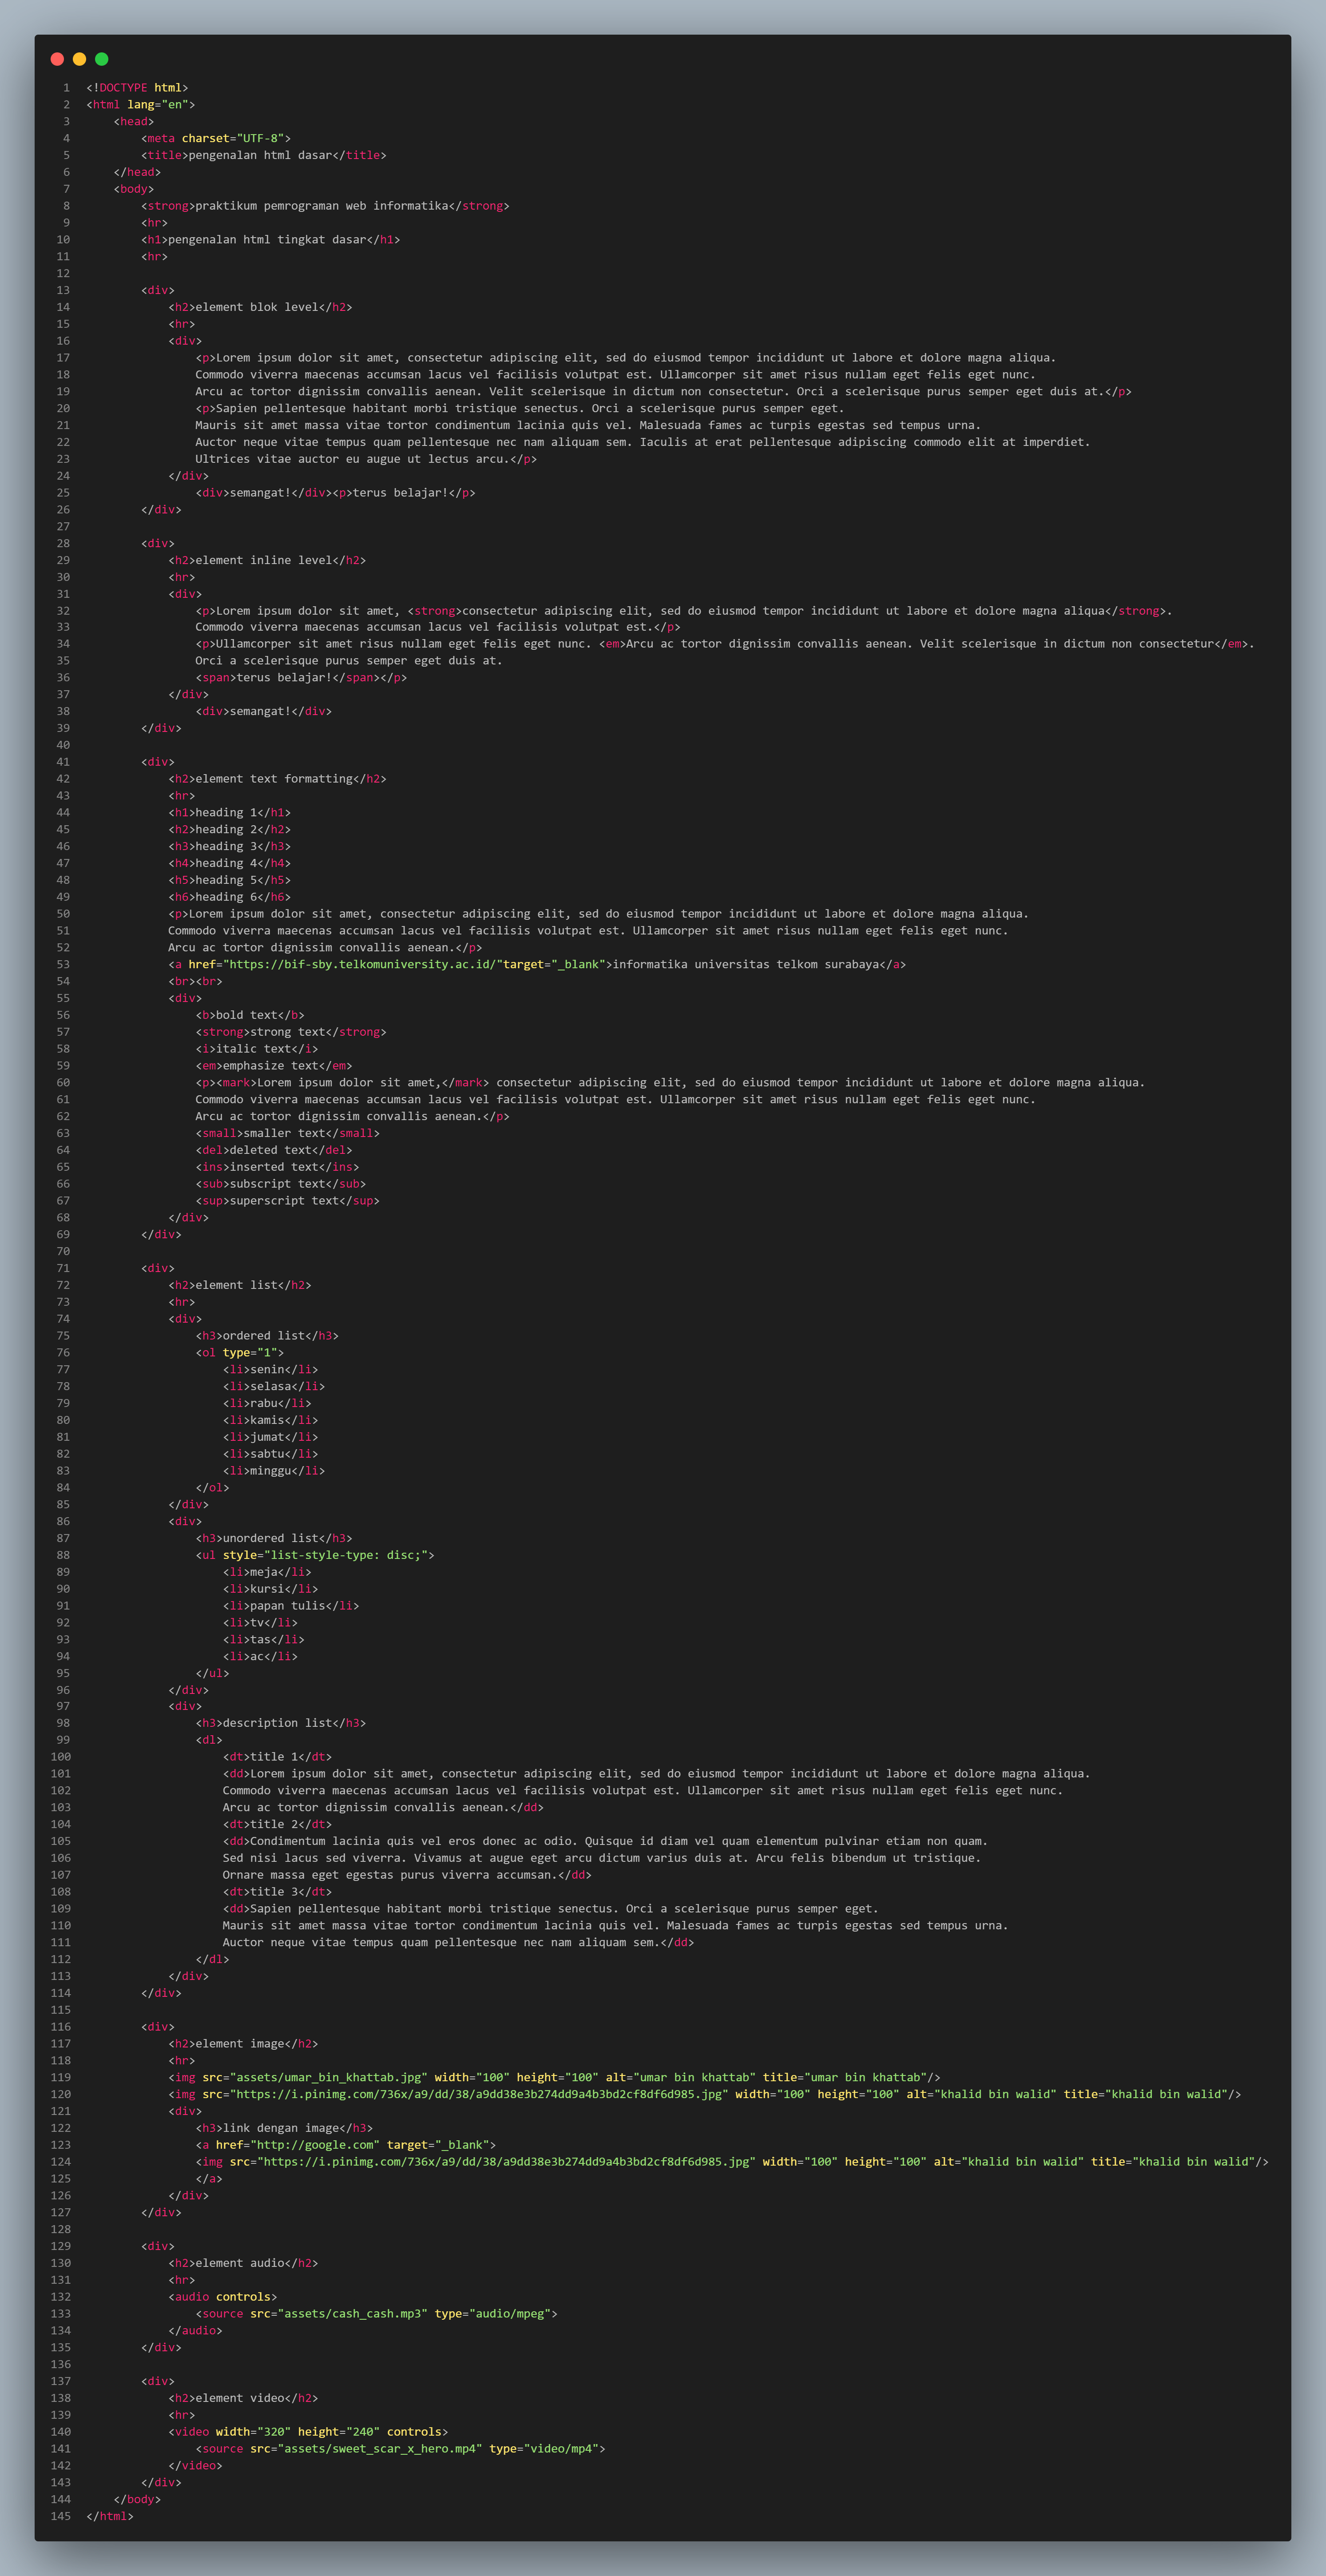 1 <!DOCTYPE html>
2 <html lang="en">
3     <head>
4         <meta charset="UTF-8">
5         <title>pengenalan html dasar</title>
6     </head>
7     <body>
8         <strong>praktikum pemrograman web informatika</strong>
9         <hr>
10         <h1>pengenalan html tingkat dasar</h1>
11         <hr>
12
13         <div>
14             <h2>element blok level</h2>
15             <hr>
16             <div>
17                 <p>Lorem ipsum dolor sit amet, consectetur adipiscing elit, sed do eiusmod tempor incididunt ut labore et dolore magna aliqua.
18                 Commodo viverra maecenas accumsan lacus vel facilisis volutpat est. Ullamcorper sit amet risus nullam eget felis eget nunc.
19                 Arcu ac tortor dignissim convallis aenean. Velit scelerisque in dictum non consectetur. Orci a scelerisque purus semper eget duis at.</p>
20                 <p>Sapien pellentesque habitant morbi tristique senectus. Orci a scelerisque purus semper eget.
21                 Mauris sit amet massa vitae tortor condimentum lacinia quis vel. Malesuada fames ac turpis egestas sed tempus urna.
22                 Auctor neque vitae tempus quam pellentesque nec nam aliquam sem. Iaculis at erat pellentesque adipiscing commodo elit at imperdiet.
23                 Ultrices vitae auctor eu augue ut lectus arcu.</p>
24             </div>
25                 <div>semangat!</div><p>terus belajar!</p>
26         </div>
27
28         <div>
29             <h2>element inline level</h2>
30             <hr>
31             <div>
32                 <p>Lorem ipsum dolor sit amet, <strong>consectetur adipiscing elit, sed do eiusmod tempor incididunt ut labore et dolore magna aliqua</strong>.
33                 Commodo viverra maecenas accumsan lacus vel facilisis volutpat est.</p>
34                 <p>Ullamcorper sit amet risus nullam eget felis eget nunc. <em>Arcu ac tortor dignissim convallis aenean. Velit scelerisque in dictum non consectetur</em>.
35                 Orci a scelerisque purus semper eget duis at.
36                 <span>terus belajar!</span></p>
37             </div>
38                 <div>semangat!</div>
39         </div>
40
41         <div>
42             <h2>element text formatting</h2>
43             <hr>
44             <h1>heading 1</h1>
45             <h2>heading 2</h2>
46             <h3>heading 3</h3>
47             <h4>heading 4</h4>
48             <h5>heading 5</h5>
49             <h6>heading 6</h6>
50             <p>Lorem ipsum dolor sit amet, consectetur adipiscing elit, sed do eiusmod tempor incididunt ut labore et dolore magna aliqua.
51             Commodo viverra maecenas accumsan lacus vel facilisis volutpat est. Ullamcorper sit amet risus nullam eget felis eget nunc.
52             Arcu ac tortor dignissim convallis aenean.</p>
53             <a href="https://bif-sby.telkomuniversity.ac.id/"target="_blank">informatika universitas telkom surabaya</a>
54             <br><br>
55             <div>
56                 <b>bold text</b>
57                 <strong>strong text</strong>
58                 <i>italic text</i>
59                 <em>emphasize text</em>
60                 <p><mark>Lorem ipsum dolor sit amet,</mark> consectetur adipiscing elit, sed do eiusmod tempor incididunt ut labore et dolore magna aliqua.
61                 Commodo viverra maecenas accumsan lacus vel facilisis volutpat est. Ullamcorper sit amet risus nullam eget felis eget nunc.
62                 Arcu ac tortor dignissim convallis aenean.</p>
63                 <small>smaller text</small>
64                 <del>deleted text</del>
65                 <ins>inserted text</ins>
66                 <sub>subscript text</sub>
67                 <sup>superscript text</sup>
68             </div>
69         </div>
70
71         <div>
72             <h2>element list</h2>
73             <hr>
74             <div>
75                 <h3>ordered list</h3>
76                 <ol type="1">
77                     <li>senin</li>
78                     <li>selasa</li>
79                     <li>rabu</li>
80                     <li>kamis</li>
81                     <li>jumat</li>
82                     <li>sabtu</li>
83                     <li>minggu</li>
84                 </ol>
85             </div>
86             <div>
87                 <h3>unordered list</h3>
88                 <ul style="list-style-type: disc;">
89                     <li>meja</li>
90                     <li>kursi</li>
91                     <li>papan tulis</li>
92                     <li>tv</li>
93                     <li>tas</li>
94                     <li>ac</li>
95                 </ul>
96             </div>
97             <div>
98                 <h3>description list</h3>
99                 <dl>
100                     <dt>title 1</dt>
101                     <dd>Lorem ipsum dolor sit amet, consectetur adipiscing elit, sed do eiusmod tempor incididunt ut labore et dolore magna aliqua.
102                     Commodo viverra maecenas accumsan lacus vel facilisis volutpat est. Ullamcorper sit amet risus nullam eget felis eget nunc.
103                     Arcu ac tortor dignissim convallis aenean.</dd>
104                     <dt>title 2</dt>
105                     <dd>Condimentum lacinia quis vel eros donec ac odio. Quisque id diam vel quam elementum pulvinar etiam non quam.
106                     Sed nisi lacus sed viverra. Vivamus at augue eget arcu dictum varius duis at. Arcu felis bibendum ut tristique.
107                     Ornare massa eget egestas purus viverra accumsan.</dd>
108                     <dt>title 3</dt>
109                     <dd>Sapien pellentesque habitant morbi tristique senectus. Orci a scelerisque purus semper eget.
110                     Mauris sit amet massa vitae tortor condimentum lacinia quis vel. Malesuada fames ac turpis egestas sed tempus urna.
111                     Auctor neque vitae tempus quam pellentesque nec nam aliquam sem.</dd>
112                 </dl>
113             </div>
114         </div>
115
116         <div>
117             <h2>element image</h2>
118             <hr>
119             <img src="assets/umar_bin_khattab.jpg" width="100" height="100" alt="umar bin khattab" title="umar bin khattab"/>
120             <img src="https://i.pinimg.com/736x/a9/dd/38/a9dd38e3b274dd9a4b3bd2cf8df6d985.jpg" width="100" height="100" alt="khalid bin walid" title="khalid bin walid"/>
121             <div>
122                 <h3>link dengan image</h3>
123                 <a href="http://google.com" target="_blank">
124                 <img src="https://i.pinimg.com/736x/a9/dd/38/a9dd38e3b274dd9a4b3bd2cf8df6d985.jpg" width="100" height="100" alt="khalid bin walid" title="khalid bin walid"/>
125                 </a>
126             </div>
127         </div>
128
129         <div>
130             <h2>element audio</h2>
131             <hr>
132             <audio controls>
133                 <source src="assets/cash_cash.mp3" type="audio/mpeg">
134             </audio>
135         </div>
136
137         <div>
138             <h2>element video</h2>
139             <hr>
140             <video width="320" height="240" controls>
141                 <source src="assets/sweet_scar_x_hero.mp4" type="video/mp4">
142             </video>
143         </div>
144     </body>
145 </html>